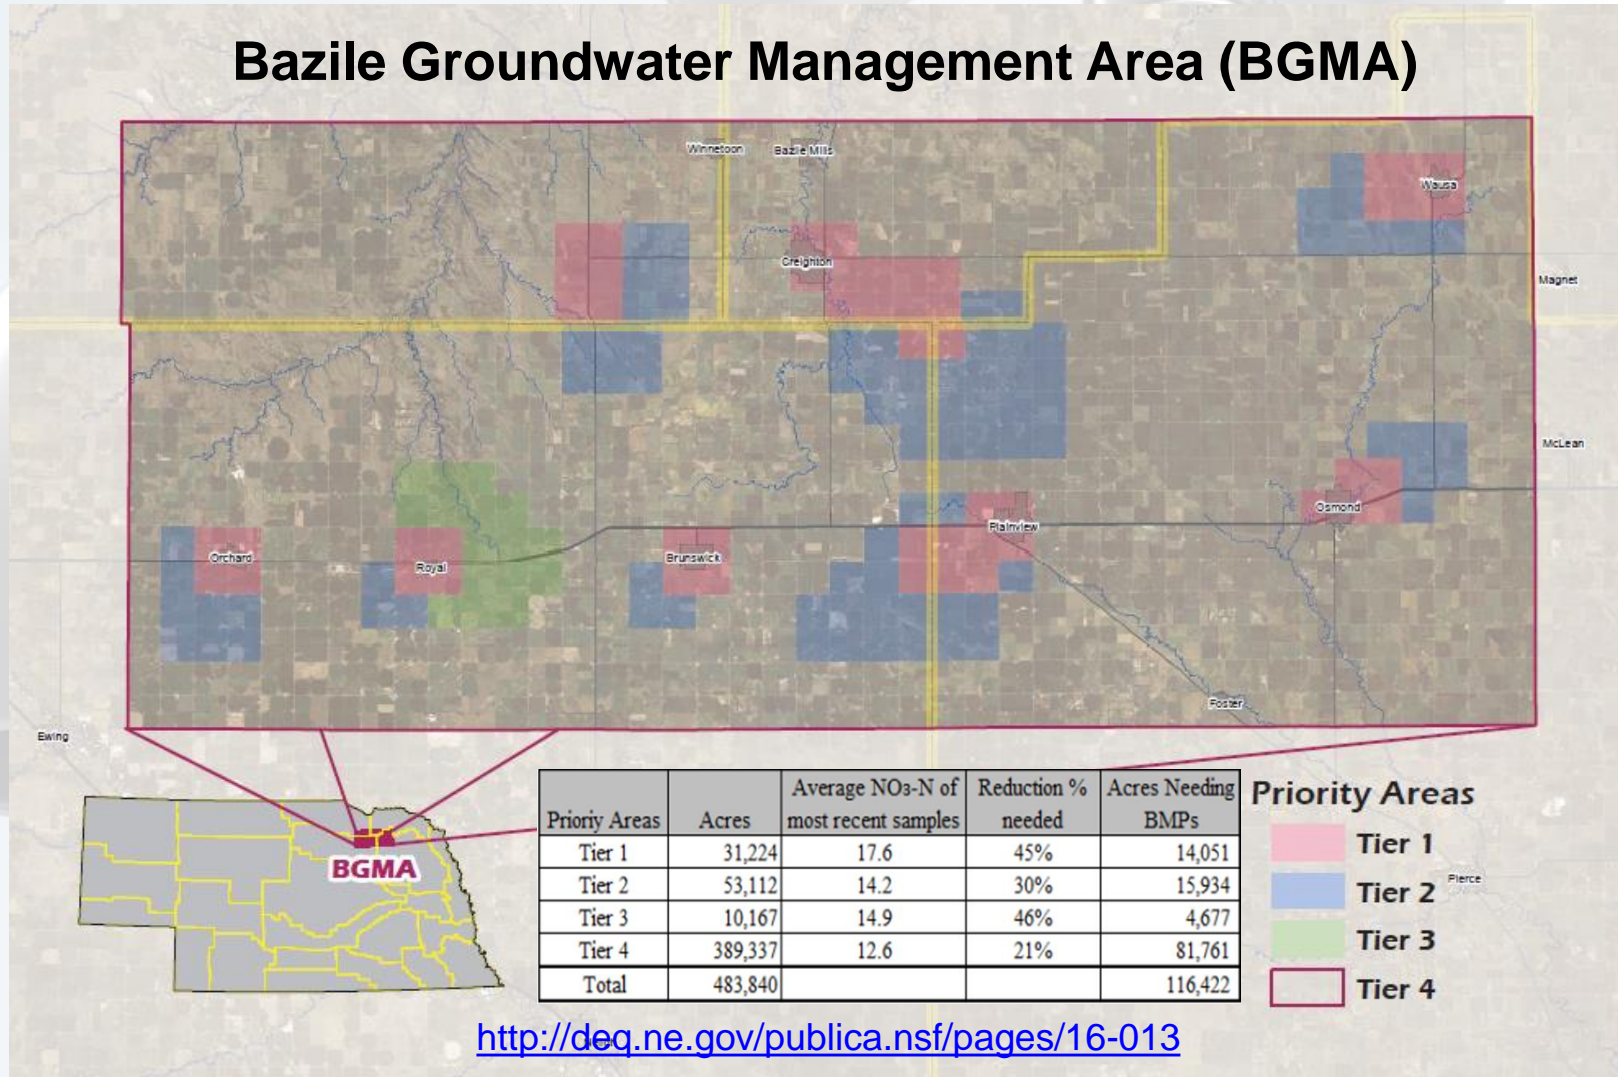 Bazile Groundwater Management Area (BGMA)
Winnetoon
Bazile Mills
Wausa
Creighton
Magnet
McLean
Osmond
Plainview
Orchard
Royal
Brunswick
Foster
Ewing
BGMA
Prioriy Areas Acres Average NO3-N of most recent samples Reduction % needed Acres Needing BMPs
Tier 1 31,224 17.6 45% 14,051
Tier 2 53,112 14.2 30% 15,934
Tier 3 10,167 14.9 46% 4,677
Tier 4 389,337 12.6 21% 81,761
Total 483,840 116,422
Priority Areas
Tier 1
Tier 2
Tier 3
Tier 4
Pierce
http://deq.ne.gov/publica.nsf/pages/16-013